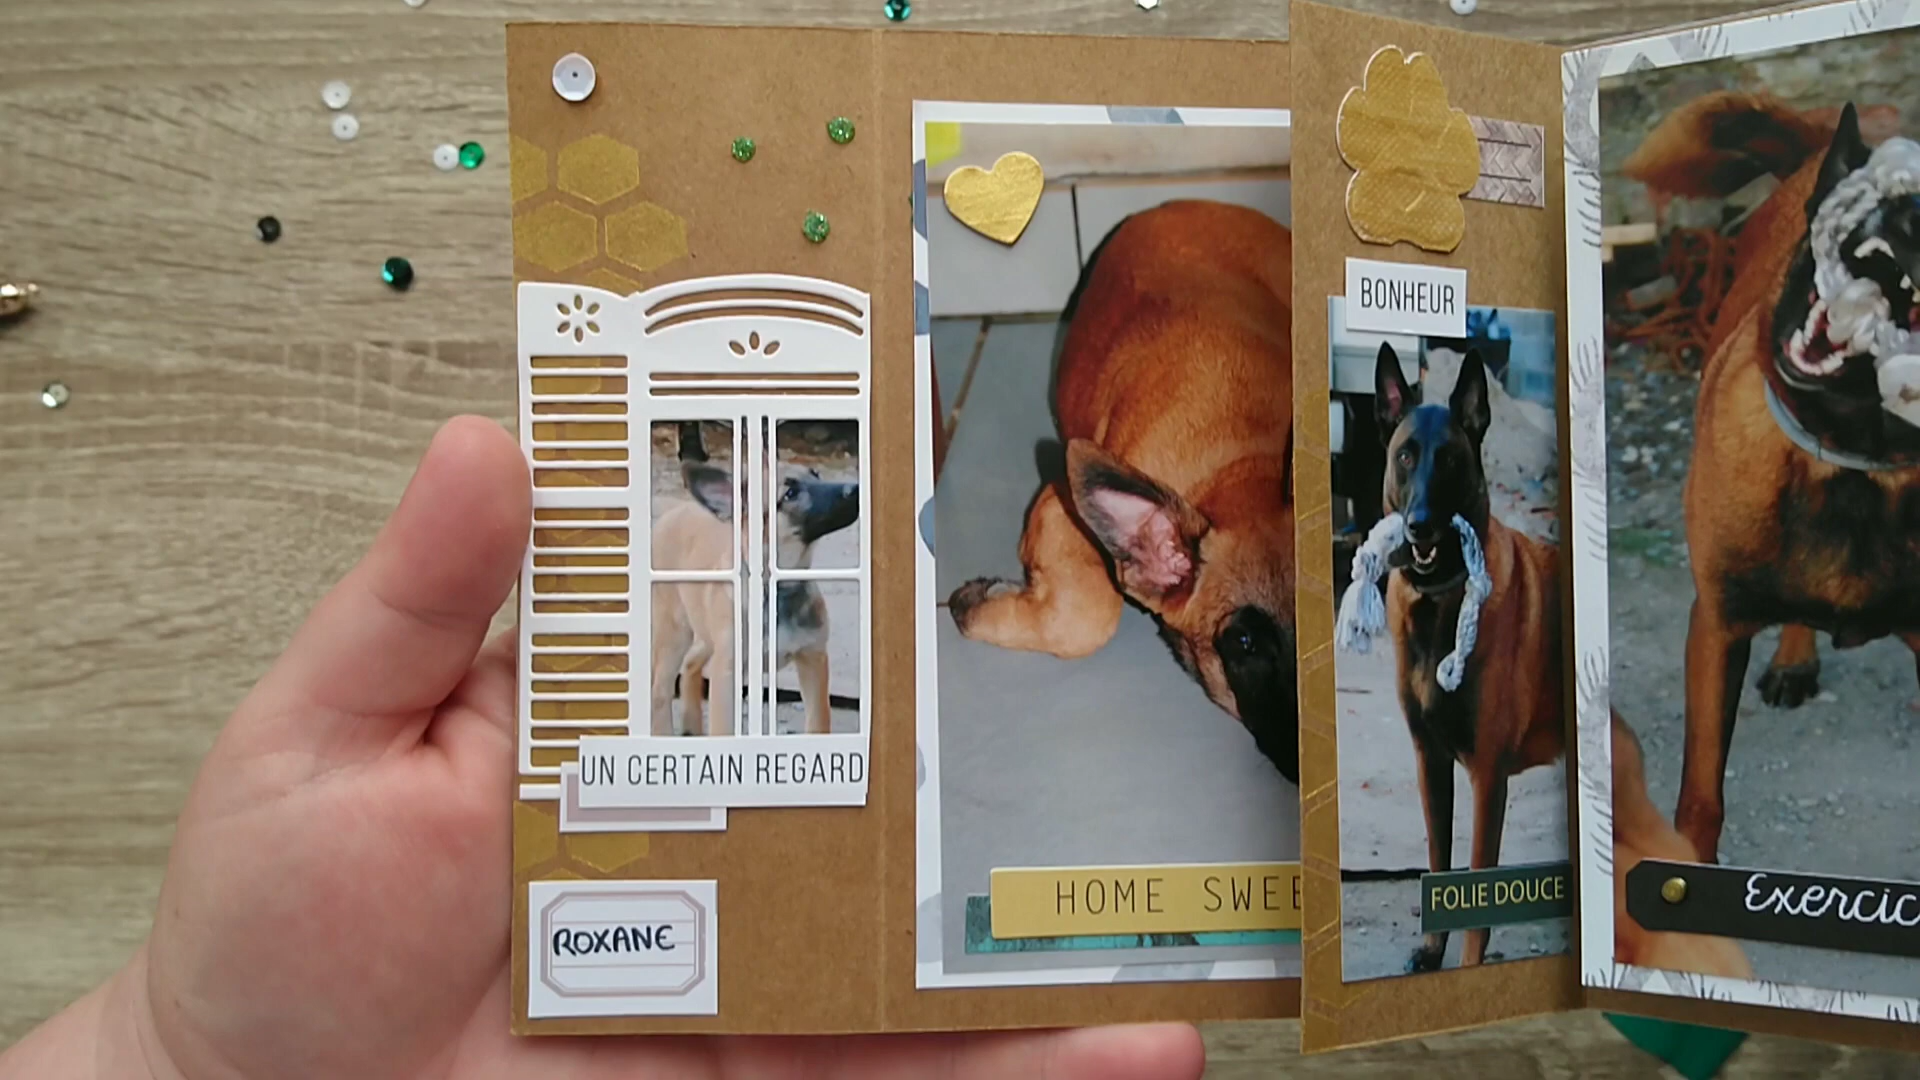 UN CERTAIN REGARD
ROXANE
HOME SWEE
BONHEUR
FOLIE DOUCE
Exercic